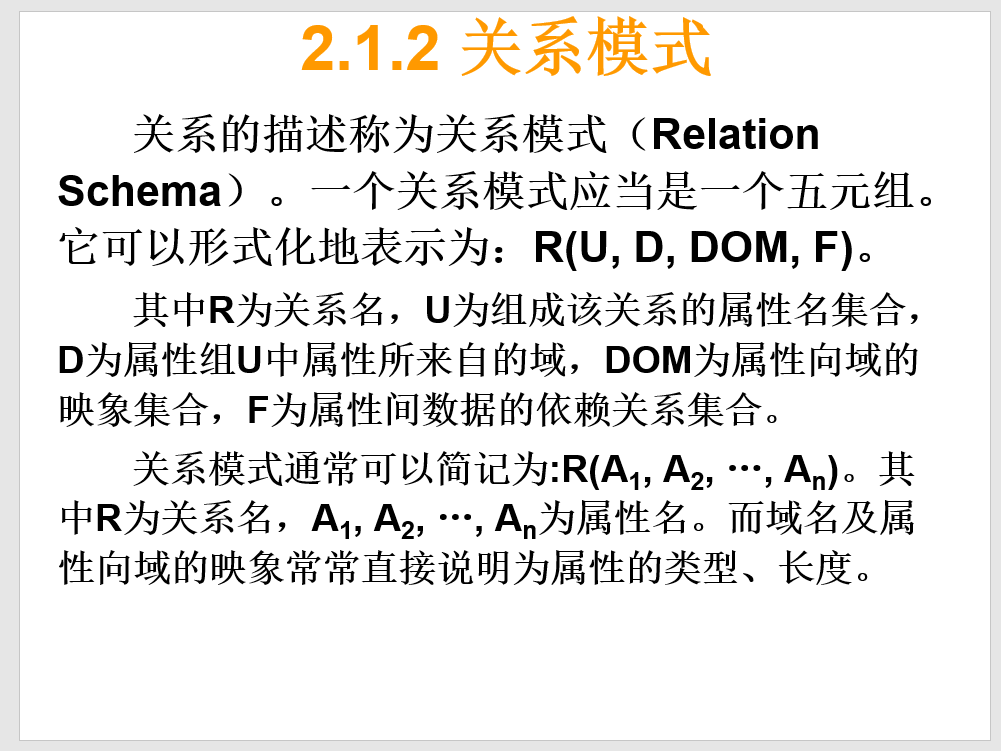 2.1.2 关系模式
关系的描述称为关系模式（Relation
Schema）。一个关系模式应当是一个五元组。
它可以形式化地表示为：R(U, D, DOM, F)。
其中R为关系名，U为组成该关系的属性名集合，
D为属性组U中属性所来自的域，DOM为属性向域的
映象集合，F为属性间数据的依赖关系集合。
关系模式通常可以简记为:R(A₁, A₂, …, Aₙ)。其
中R为关系名，A₁, A₂, …, Aₙ为属性名。而域名及属
性向域的映象常常直接说明为属性的类型、长度。